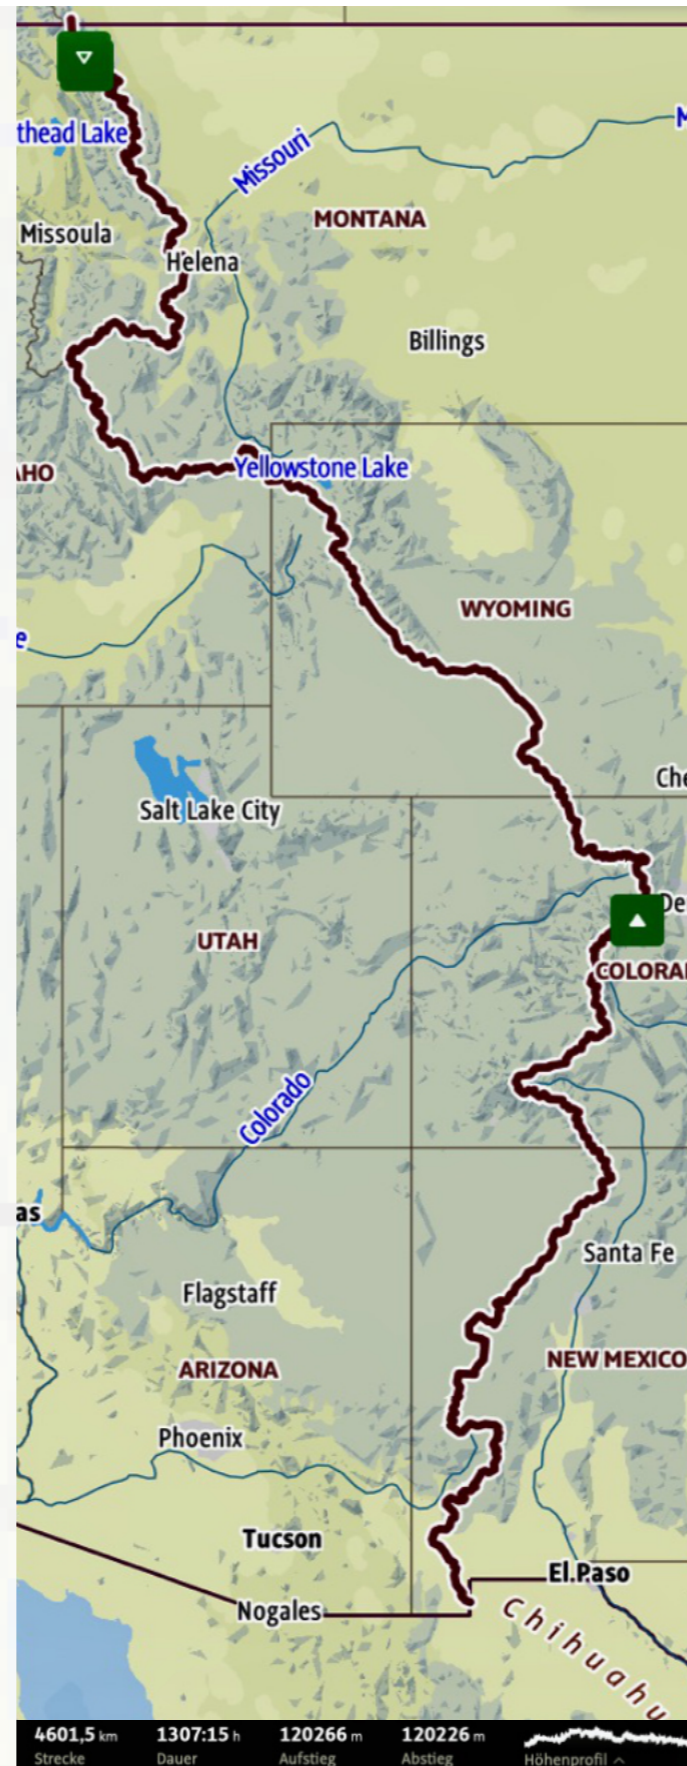 thead Lake
Missouri
M
MONTANA
Missoula
Helena
Billings
AHO
Yellowstone Lake
WYOMING
e
Che
Salt Lake City
De
UTAH
COLORA
Colorado
as
Santa Fe
Flagstaff
NEW MEXICO
ARIZONA
Phoenix
Tucson
El Paso
Nogales
Chihuahu
4601,5 km 1307:15 h 120266 m 120226 m
Strecke Dauer Aufstieg Abstieg Höhenprofil